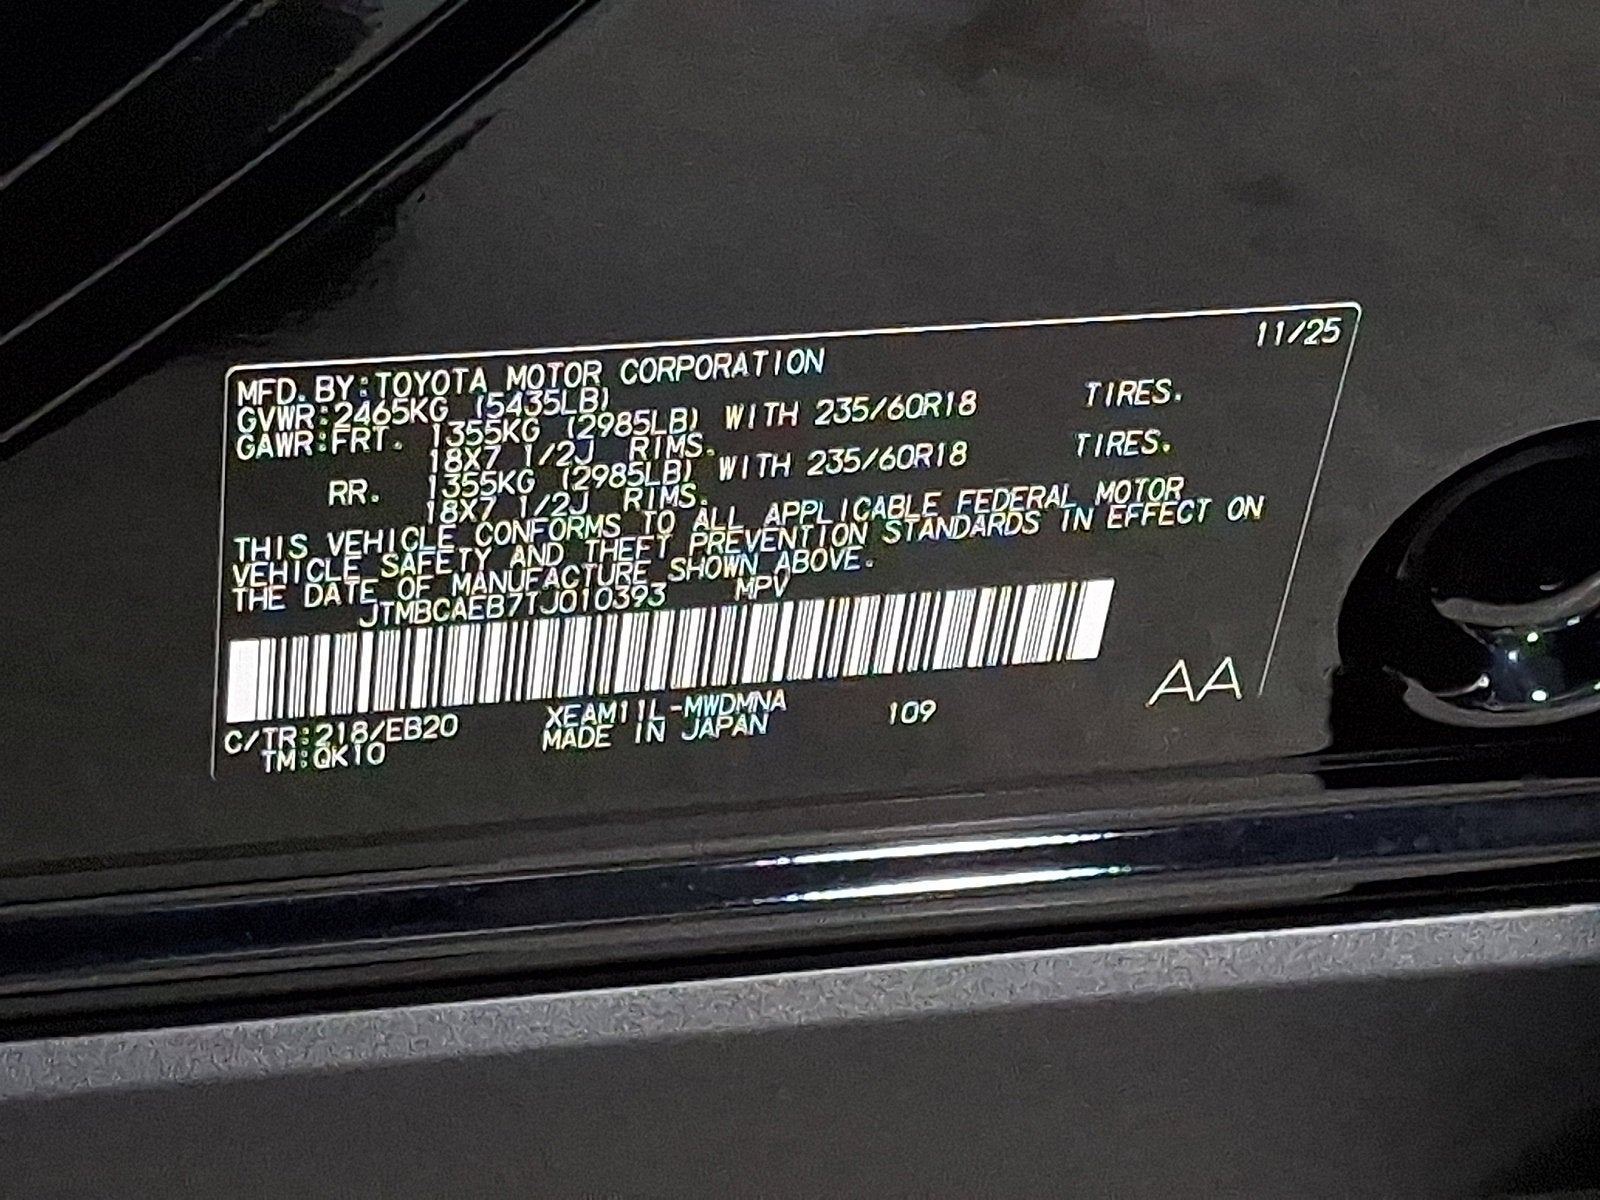 11/25
MFD. BY: TOYOTA MOTOR CORPORATION
GVWR: 2465KG (5435LB)
GAWR: FRT. 1355KG (2985LB) WITH 235/60R18 TIRES.
18X7 1/2J RIMS.
RR. 1355KG (2985LB) WITH 235/60R18 TIRES.
18X7 1/2J RIMS.
THIS VEHICLE CONFORMS TO ALL APPLICABLE FEDERAL MOTOR
VEHICLE SAFETY AND THEFT PREVENTION STANDARDS IN EFFECT ON
THE DATE OF MANUFACTURE SHOWN ABOVE.
JTMBCAEB7TJ010393 MPV
AA
C/TR: 218/EB20 XEAM11L-MWDMNA 109
TM: QK10 MADE IN JAPAN